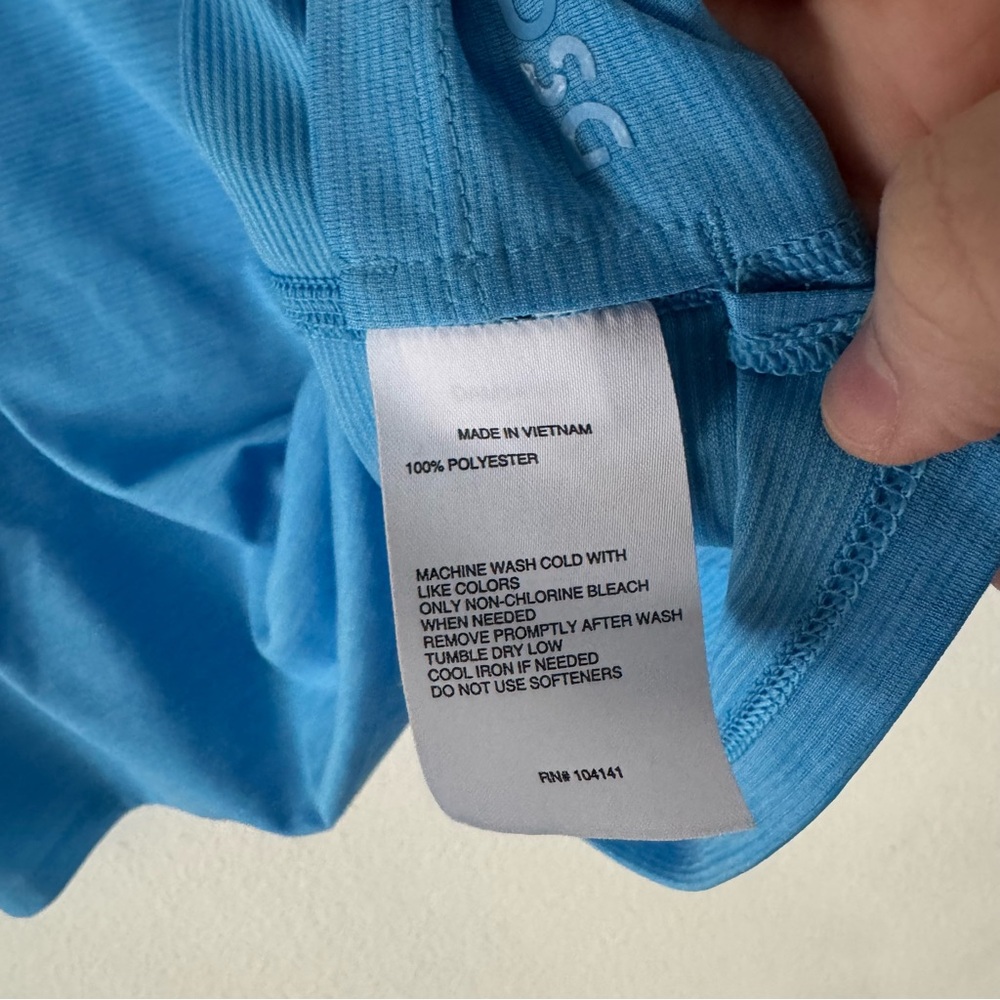 MADE IN VIETNAM
100% POLYESTER
MACHINE WASH COLD WITH
LIKE COLORS
ONLY NON-CHLORINE BLEACH
WHEN NEEDED
REMOVE PROMPTLY AFTER WASH
TUMBLE DRY LOW
COOL IRON IF NEEDED
DO NOT USE SOFTENERS
RN# 104141